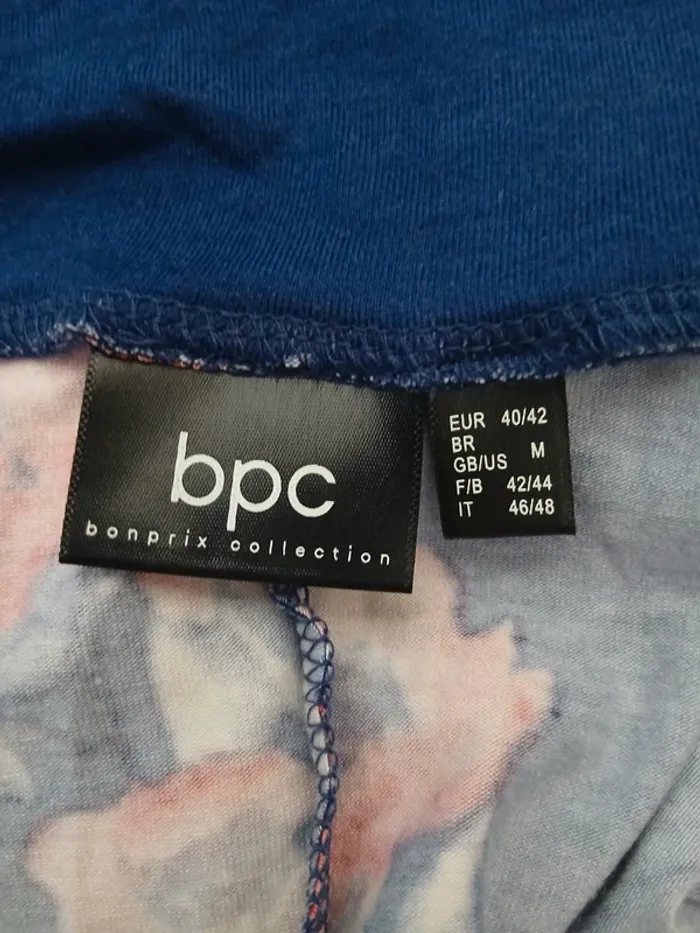 bpc
bonprix collection
EUR 40/42
BR
GB/US M
F/B 42/44
IT 46/48